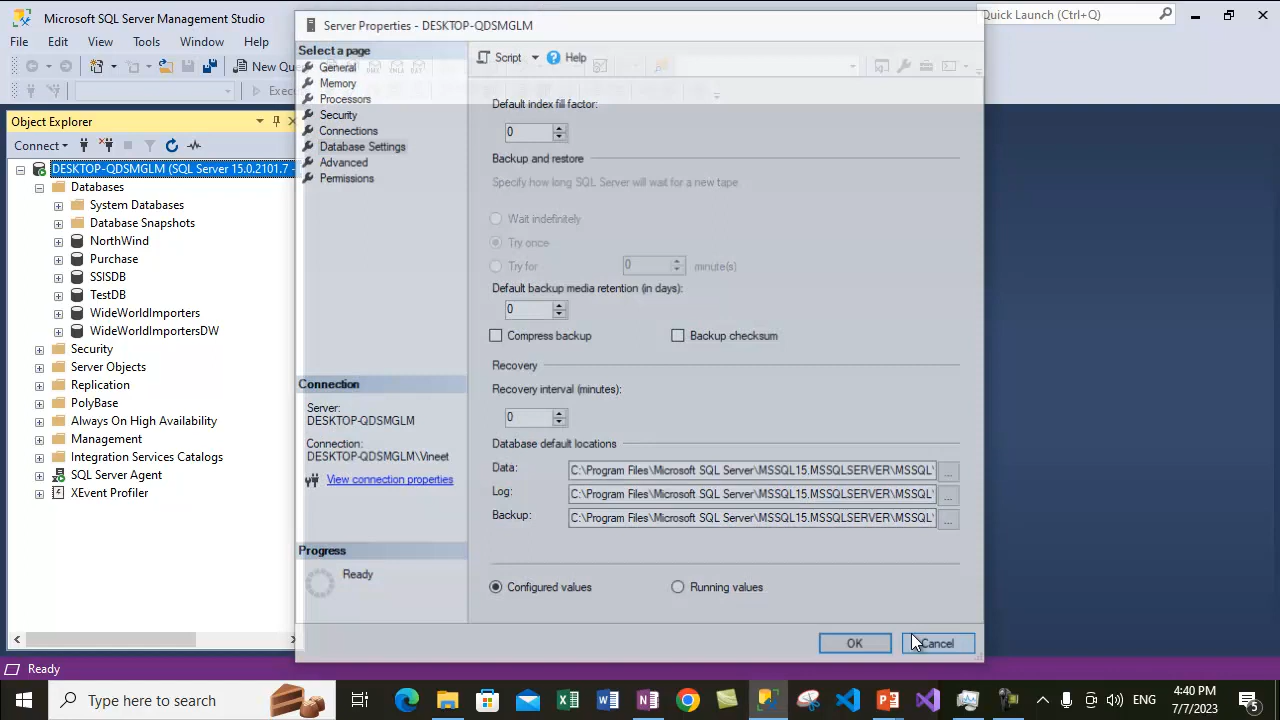 Microsoft SQL Server Management Studio
Server Properties - DESKTOP-QDSMGLM
Quick Launch (Ctrl+Q)
File Edit View Tools Window Help
New Que
Execu
Object Explorer
Connect
DESKTOP-QDSMGLM (SQL Server 15.0.2101.7 -
Databases
System Databases
Database Snapshots
NorthWind
Purchase
SSISDB
TestDB
WideWorldImporters
WideWorldImportersDW
Security
Server Objects
Replication
PolyBase
Always On High Availability
Management
Integration Services Catalogs
SQL Server Agent
XEvent Profiler
Select a page
General
Memory
Processors
Security
Connections
Database Settings
Advanced
Permissions
Connection
Server:
DESKTOP-QDSMGLM
Connection:
DESKTOP-QDSMGLM\Vineet
View connection properties
Progress
Ready
Script Help
Default index fill factor:
0
Backup and restore
Specify how long SQL Server will wait for a new tape
Wait indefinitely
Try once
Try for 0 minute(s)
Default backup media retention (in days):
0
Compress backup Backup checksum
Recovery
Recovery interval (minutes):
0
Database default locations
Data: C:\Program Files\Microsoft SQL Server\MSSQL15.MSSQLSERVER\MSSQL\ ...
Log: C:\Program Files\Microsoft SQL Server\MSSQL15.MSSQLSERVER\MSSQL\ ...
Backup: C:\Program Files\Microsoft SQL Server\MSSQL15.MSSQLSERVER\MSSQL\ ...
Configured values Running values
OK Cancel
Ready
Type here to search
ENG
4:40 PM
7/7/2023
5